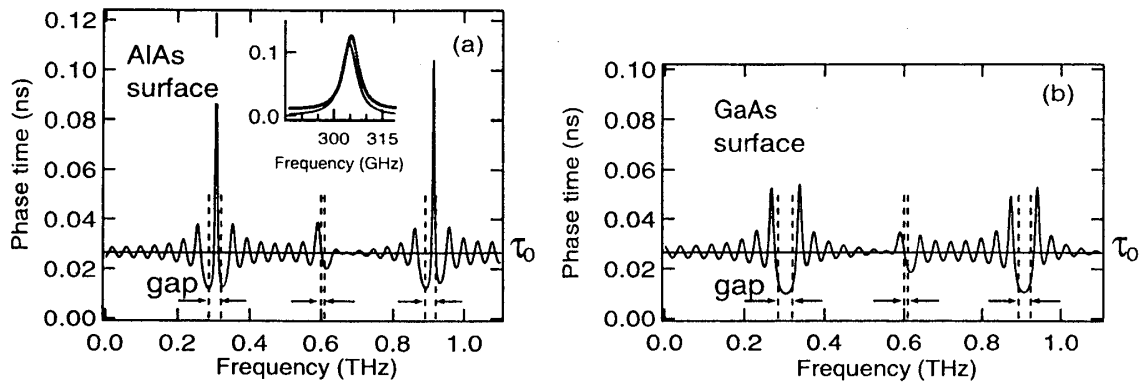 0.12
0.10
0.08
0.06
0.04
0.02
0.00
Phase time (ns)
AlAs
surface
(a)
0.1
0.0
300 315
Frequency (GHz)
gap
τ0
0.0 0.2 0.4 0.6 0.8 1.0
Frequency (THz)
0.10
0.08
0.06
0.04
0.02
0.00
Phase time (ns)
GaAs
surface
(b)
gap
τ0
0.0 0.2 0.4 0.6 0.8 1.0
Frequency (THz)